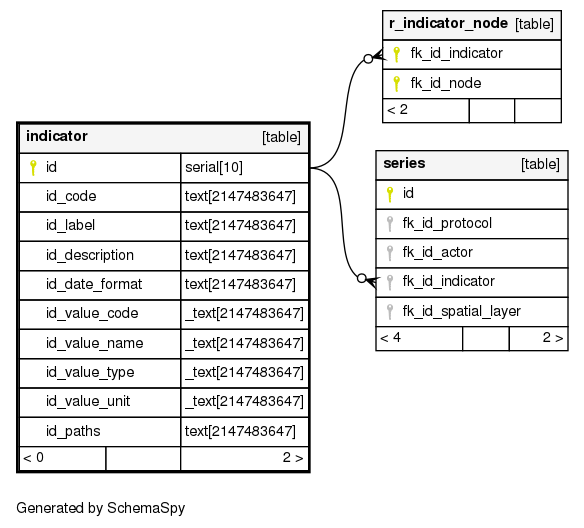 r_indicator_node [table]
fk_id_indicator
fk_id_node
< 2
indicator [table]
id serial[10]
id_code text[2147483647]
id_label text[2147483647]
id_description text[2147483647]
id_date_format text[2147483647]
id_value_code _text[2147483647]
id_value_name _text[2147483647]
id_value_type _text[2147483647]
id_value_unit _text[2147483647]
id_paths text[2147483647]
< 0 2 >
series [table]
id
fk_id_protocol
fk_id_actor
fk_id_indicator
fk_id_spatial_layer
< 4 2 >
Generated by SchemaSpy